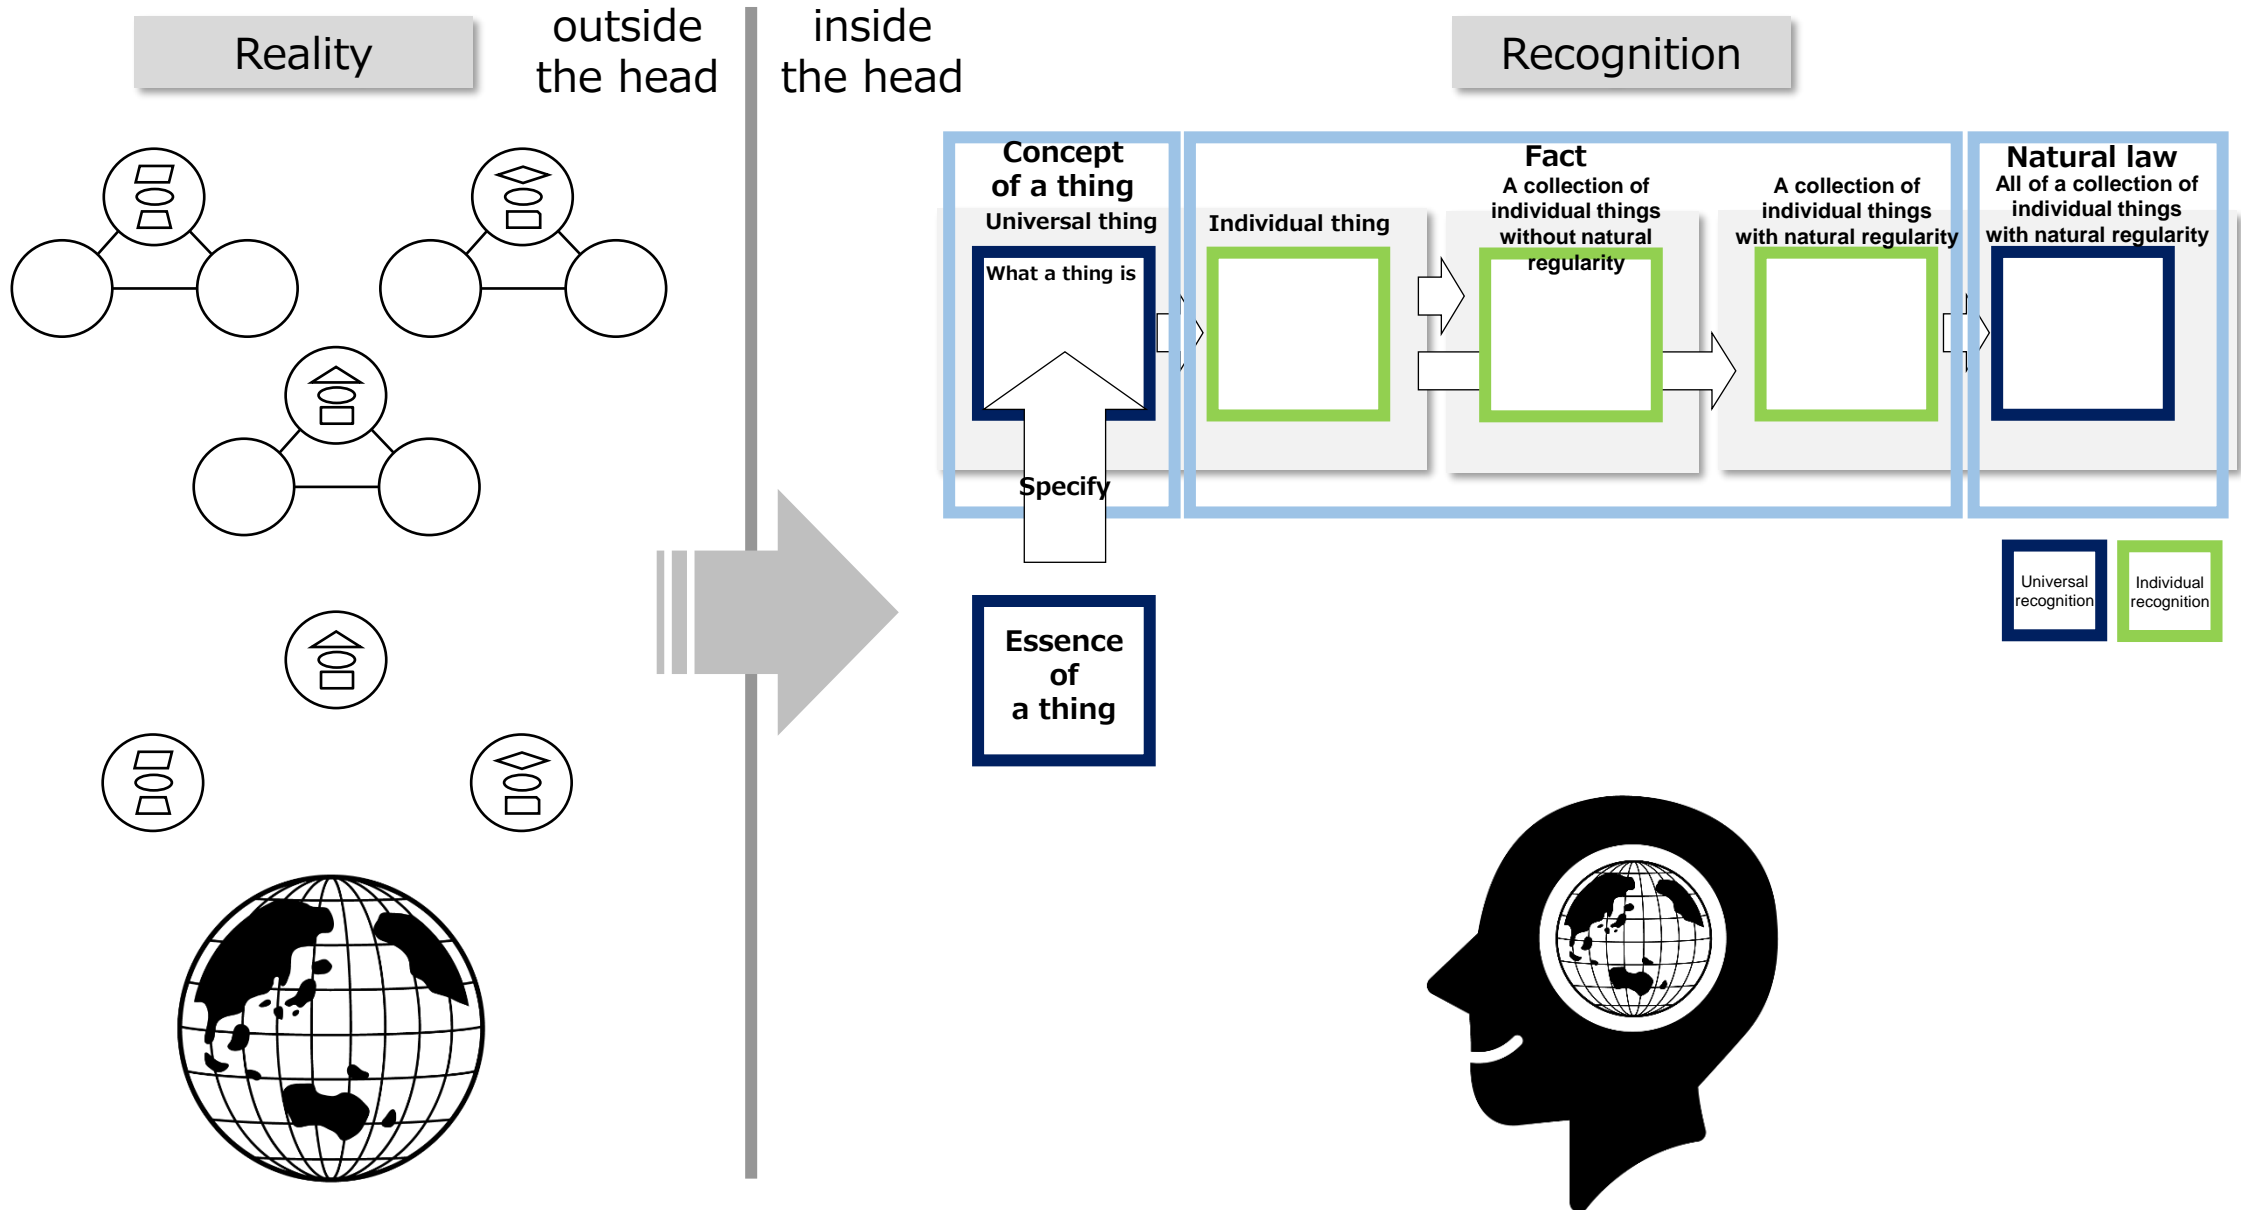 Reality
outside
the head
inside
the head
Recognition
Concept
of a thing
Universal thing
What a thing is
Specify
Essence
of
a thing
Individual thing
Fact
A collection of
individual things
without natural
regularity
A collection of
individual things
with natural regularity
Natural law
All of a collection of
individual things
with natural regularity
Universal
recognition
Individual
recognition